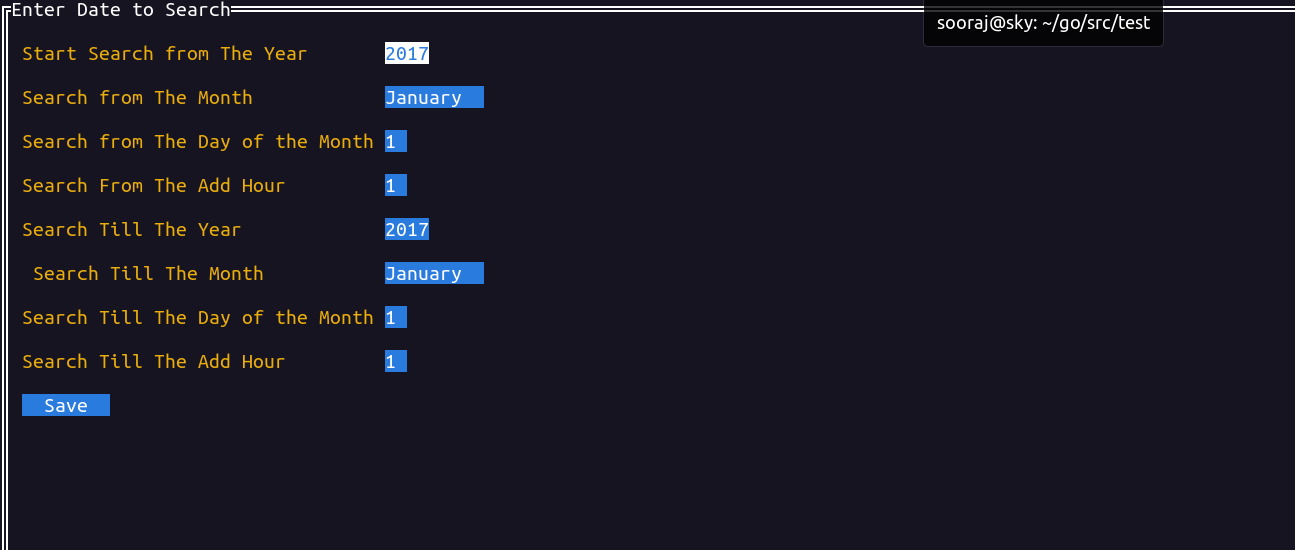 Enter Date to Search
sooraj@sky: ~/go/src/test
Start Search from The Year 2017
Search from The Month January
Search from The Day of the Month 1
Search From The Add Hour 1
Search Till The Year 2017
Search Till The Month January
Search Till The Day of the Month 1
Search Till The Add Hour 1
Save